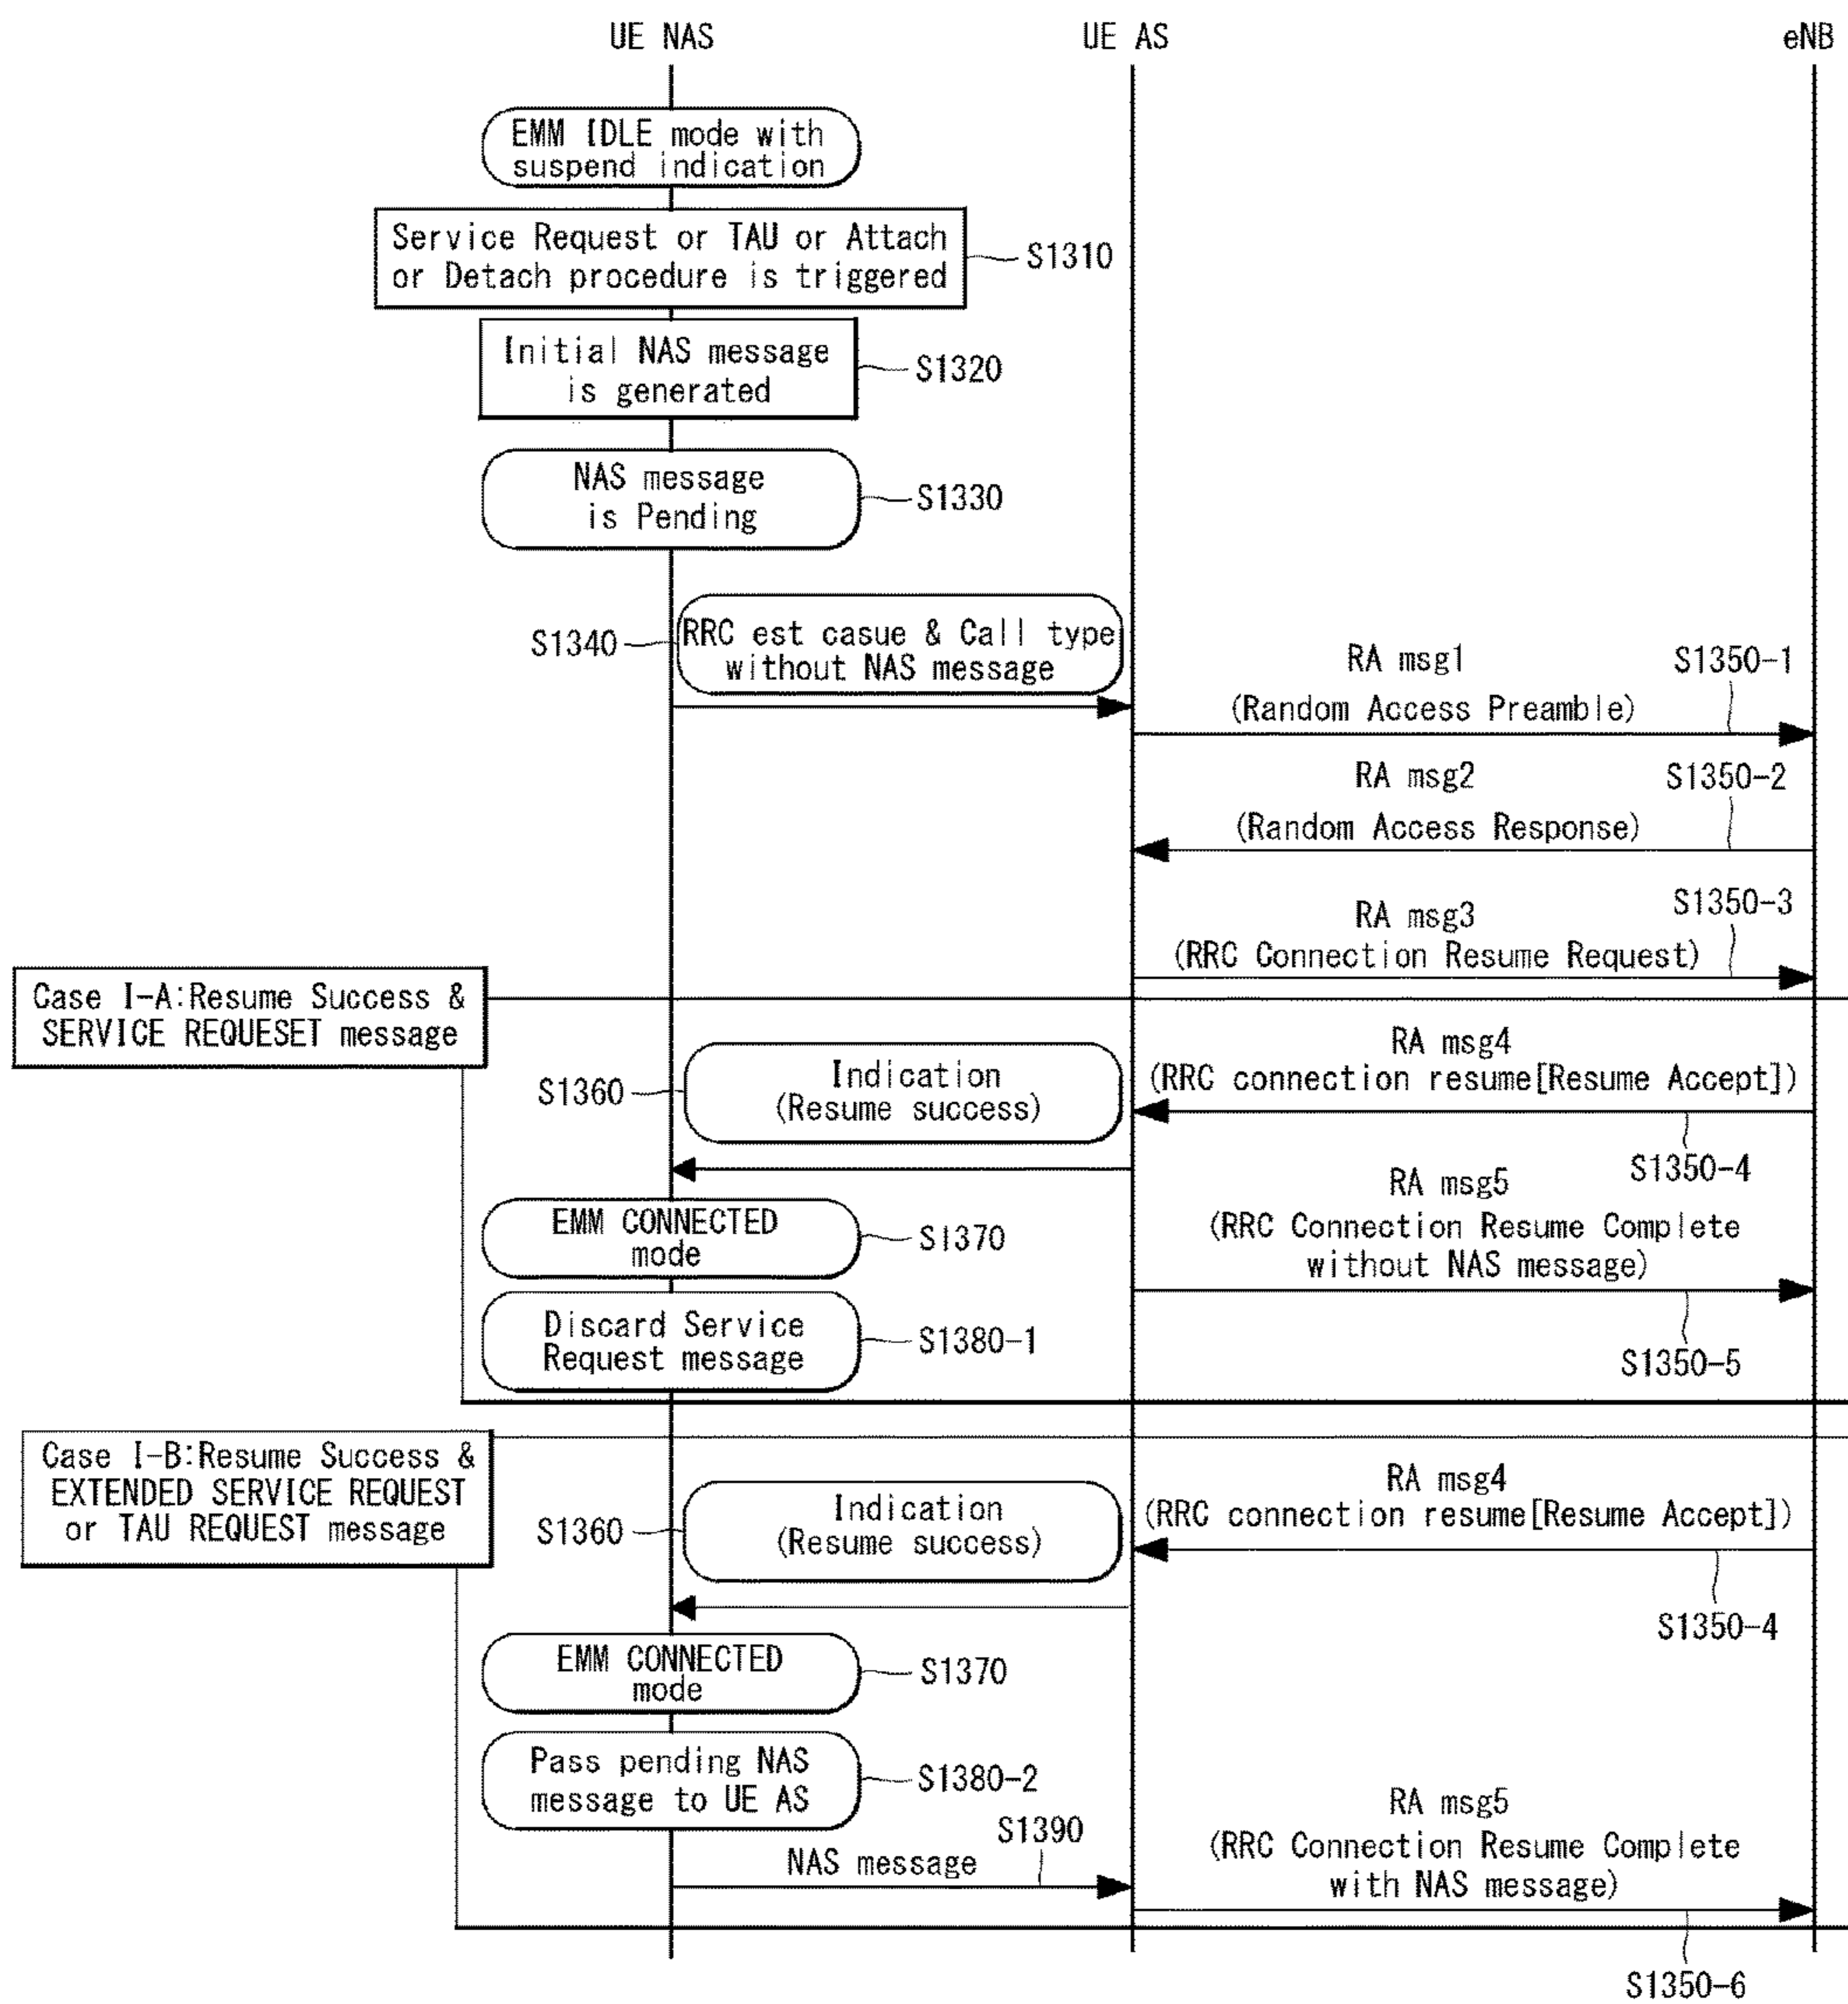 UE NAS
UE AS
eNB
EMM IDLE mode with
suspend indication
Service Request or TAU or Attach
or Detach procedure is triggered
S1310
Initial NAS message
is generated
S1320
NAS message
is Pending
S1330
S1340
RRC est casue & Call type
without NAS message
RA msg1
(Random Access Preamble)
S1350-1
RA msg2
(Random Access Response)
S1350-2
RA msg3
(RRC Connection Resume Request)
S1350-3
Case I-A:Resume Success &
SERVICE REQUESET message
RA msg4
(RRC connection resume[Resume Accept])
S1350-4
S1360
Indication
(Resume success)
EMM CONNECTED
mode
S1370
RA msg5
(RRC Connection Resume Complete
without NAS message)
S1350-5
Discard Service
Request message
S1380-1
Case I-B:Resume Success &
EXTENDED SERVICE REQUEST
or TAU REQUEST message
RA msg4
(RRC connection resume[Resume Accept])
S1350-4
S1360
Indication
(Resume success)
EMM CONNECTED
mode
S1370
Pass pending NAS
message to UE AS
S1380-2
NAS message
S1390
RA msg5
(RRC Connection Resume Complete
with NAS message)
S1350-6